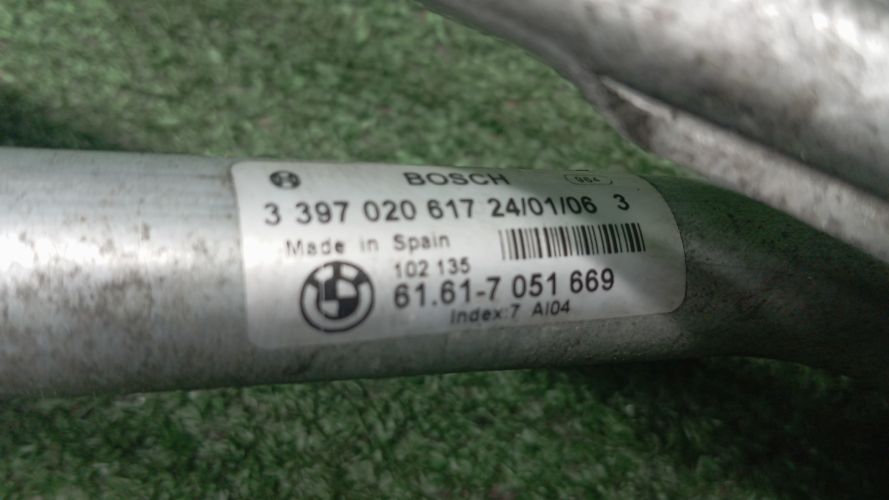 BOSCH
3 397 020 617 24/01/06 3
Made in Spain
102 135
61.61-7 051 669
Index:7 AI04